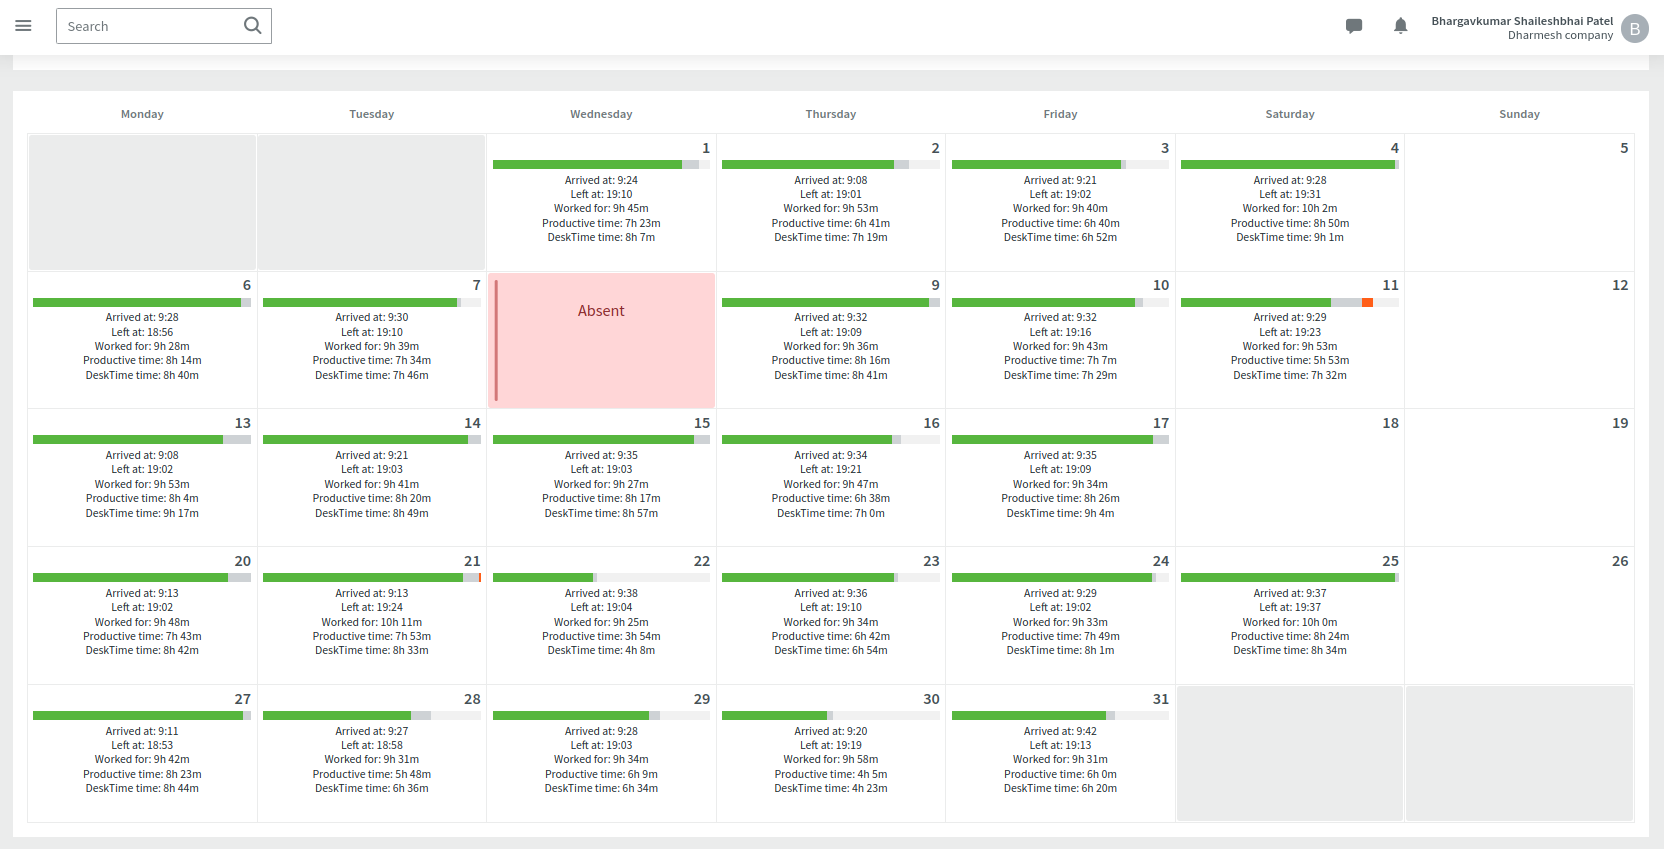 Search
Bhargavkumar Shaileshbhai Patel
Dharmesh company
B
Monday Tuesday Wednesday Thursday Friday Saturday Sunday
1
Arrived at: 9:24
Left at: 19:10
Worked for: 9h 45m
Productive time: 7h 23m
DeskTime time: 8h 7m
2
Arrived at: 9:08
Left at: 19:01
Worked for: 9h 53m
Productive time: 6h 41m
DeskTime time: 7h 19m
3
Arrived at: 9:21
Left at: 19:02
Worked for: 9h 40m
Productive time: 6h 40m
DeskTime time: 6h 52m
4
Arrived at: 9:28
Left at: 19:31
Worked for: 10h 2m
Productive time: 8h 50m
DeskTime time: 9h 1m
5
6
Arrived at: 9:28
Left at: 18:56
Worked for: 9h 28m
Productive time: 8h 14m
DeskTime time: 8h 40m
7
Arrived at: 9:30
Left at: 19:10
Worked for: 9h 39m
Productive time: 7h 34m
DeskTime time: 7h 46m
Absent
9
Arrived at: 9:32
Left at: 19:09
Worked for: 9h 36m
Productive time: 8h 16m
DeskTime time: 8h 41m
10
Arrived at: 9:32
Left at: 19:16
Worked for: 9h 43m
Productive time: 7h 7m
DeskTime time: 7h 29m
11
Arrived at: 9:29
Left at: 19:23
Worked for: 9h 53m
Productive time: 5h 53m
DeskTime time: 7h 32m
12
13
Arrived at: 9:08
Left at: 19:02
Worked for: 9h 53m
Productive time: 8h 4m
DeskTime time: 9h 17m
14
Arrived at: 9:21
Left at: 19:03
Worked for: 9h 41m
Productive time: 8h 20m
DeskTime time: 8h 49m
15
Arrived at: 9:35
Left at: 19:03
Worked for: 9h 27m
Productive time: 8h 17m
DeskTime time: 8h 57m
16
Arrived at: 9:34
Left at: 19:21
Worked for: 9h 47m
Productive time: 6h 38m
DeskTime time: 7h 0m
17
Arrived at: 9:35
Left at: 19:09
Worked for: 9h 34m
Productive time: 8h 26m
DeskTime time: 9h 4m
18
19
20
Arrived at: 9:13
Left at: 19:02
Worked for: 9h 48m
Productive time: 7h 43m
DeskTime time: 8h 42m
21
Arrived at: 9:13
Left at: 19:24
Worked for: 10h 11m
Productive time: 7h 53m
DeskTime time: 8h 33m
22
Arrived at: 9:38
Left at: 19:04
Worked for: 9h 25m
Productive time: 3h 54m
DeskTime time: 4h 8m
23
Arrived at: 9:36
Left at: 19:10
Worked for: 9h 34m
Productive time: 6h 42m
DeskTime time: 6h 54m
24
Arrived at: 9:29
Left at: 19:02
Worked for: 9h 33m
Productive time: 7h 49m
DeskTime time: 8h 1m
25
Arrived at: 9:37
Left at: 19:37
Worked for: 10h 0m
Productive time: 8h 24m
DeskTime time: 8h 34m
26
27
Arrived at: 9:11
Left at: 18:53
Worked for: 9h 42m
Productive time: 8h 23m
DeskTime time: 8h 44m
28
Arrived at: 9:27
Left at: 18:58
Worked for: 9h 31m
Productive time: 5h 48m
DeskTime time: 6h 36m
29
Arrived at: 9:28
Left at: 19:03
Worked for: 9h 34m
Productive time: 6h 9m
DeskTime time: 6h 34m
30
Arrived at: 9:20
Left at: 19:19
Worked for: 9h 58m
Productive time: 4h 5m
DeskTime time: 4h 23m
31
Arrived at: 9:42
Left at: 19:13
Worked for: 9h 31m
Productive time: 6h 0m
DeskTime time: 6h 20m